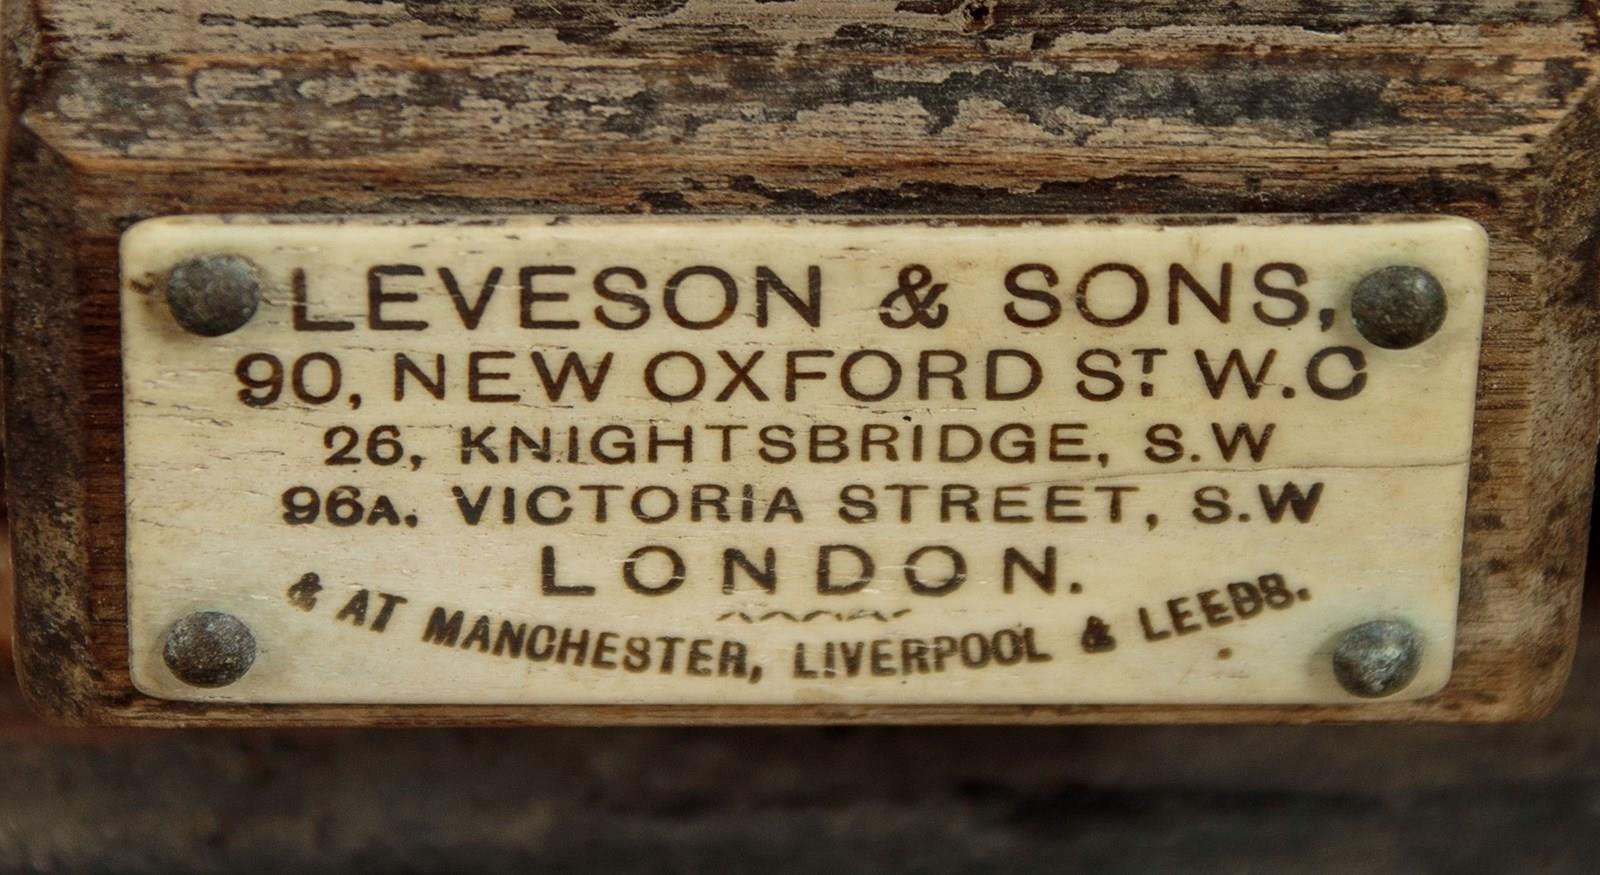 LEVESON & SONS,
90, NEW OXFORD ST W.C
26, KNIGHTSBRIDGE, S.W
96A. VICTORIA STREET, S.W
LONDON.
& AT MANCHESTER, LIVERPOOL & LEEDS.